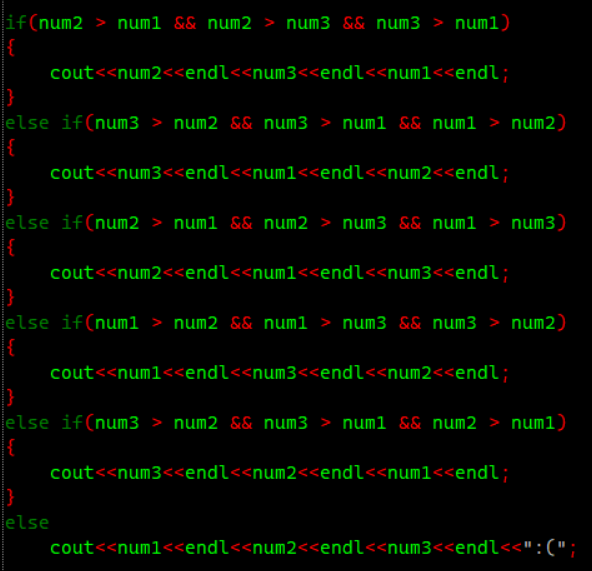 if(num2 > num1 && num2 > num3 && num3 > num1)
{
    cout<<num2<<endl<<num3<<endl<<num1<<endl;
}
else if(num3 > num2 && num3 > num1 && num1 > num2)
{
    cout<<num3<<endl<<num1<<endl<<num2<<endl;
}
else if(num2 > num1 && num2 > num3 && num1 > num3)
{
    cout<<num2<<endl<<num1<<endl<<num3<<endl;
}
else if(num1 > num2 && num1 > num3 && num3 > num2)
{
    cout<<num1<<endl<<num3<<endl<<num2<<endl;
}
else if(num3 > num2 && num3 > num1 && num2 > num1)
{
    cout<<num3<<endl<<num2<<endl<<num1<<endl;
}
else
    cout<<num1<<endl<<num2<<endl<<num3<<endl<<":(";